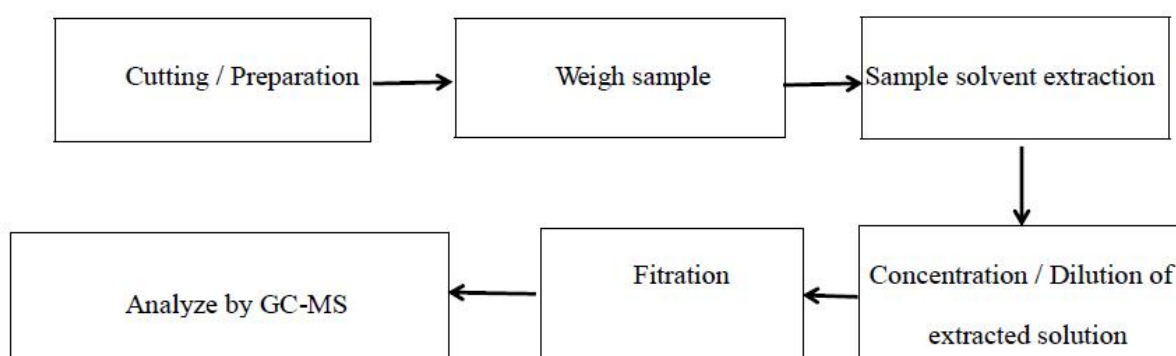 Cutting / Preparation
Weigh sample
Sample solvent extraction
Concentration / Dilution of
extracted solution
Fitration
Analyze by GC-MS